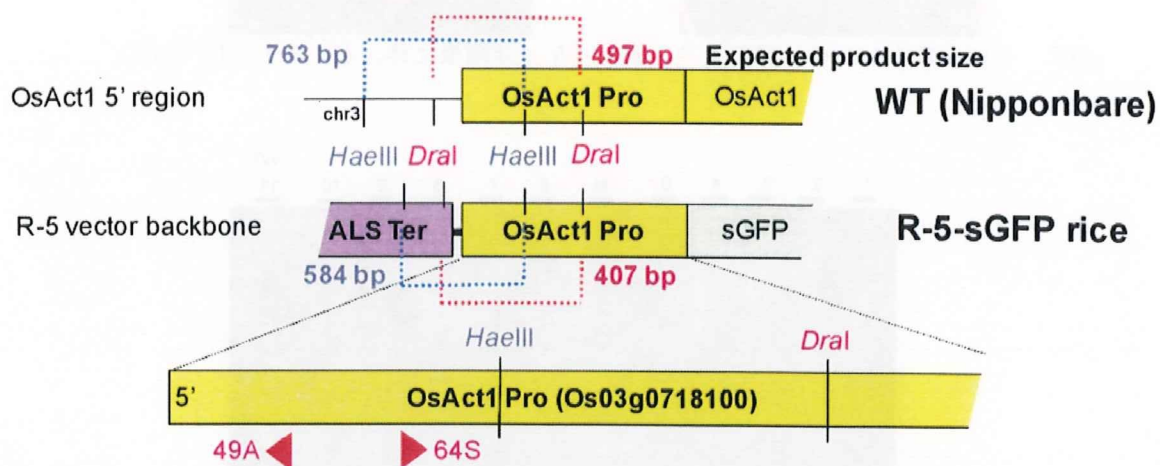 763 bp 497 bp Expected product size
OsAct1 5' region chr3 OsAct1 Pro OsAct1 WT (Nipponbare)
HaeIII DraI HaeIII DraI
R-5 vector backbone ALS Ter OsAct1 Pro sGFP R-5-sGFP rice
584 bp 407 bp
HaeIII DraI
5' OsAct1 Pro (Os03g0718100)
49A 64S